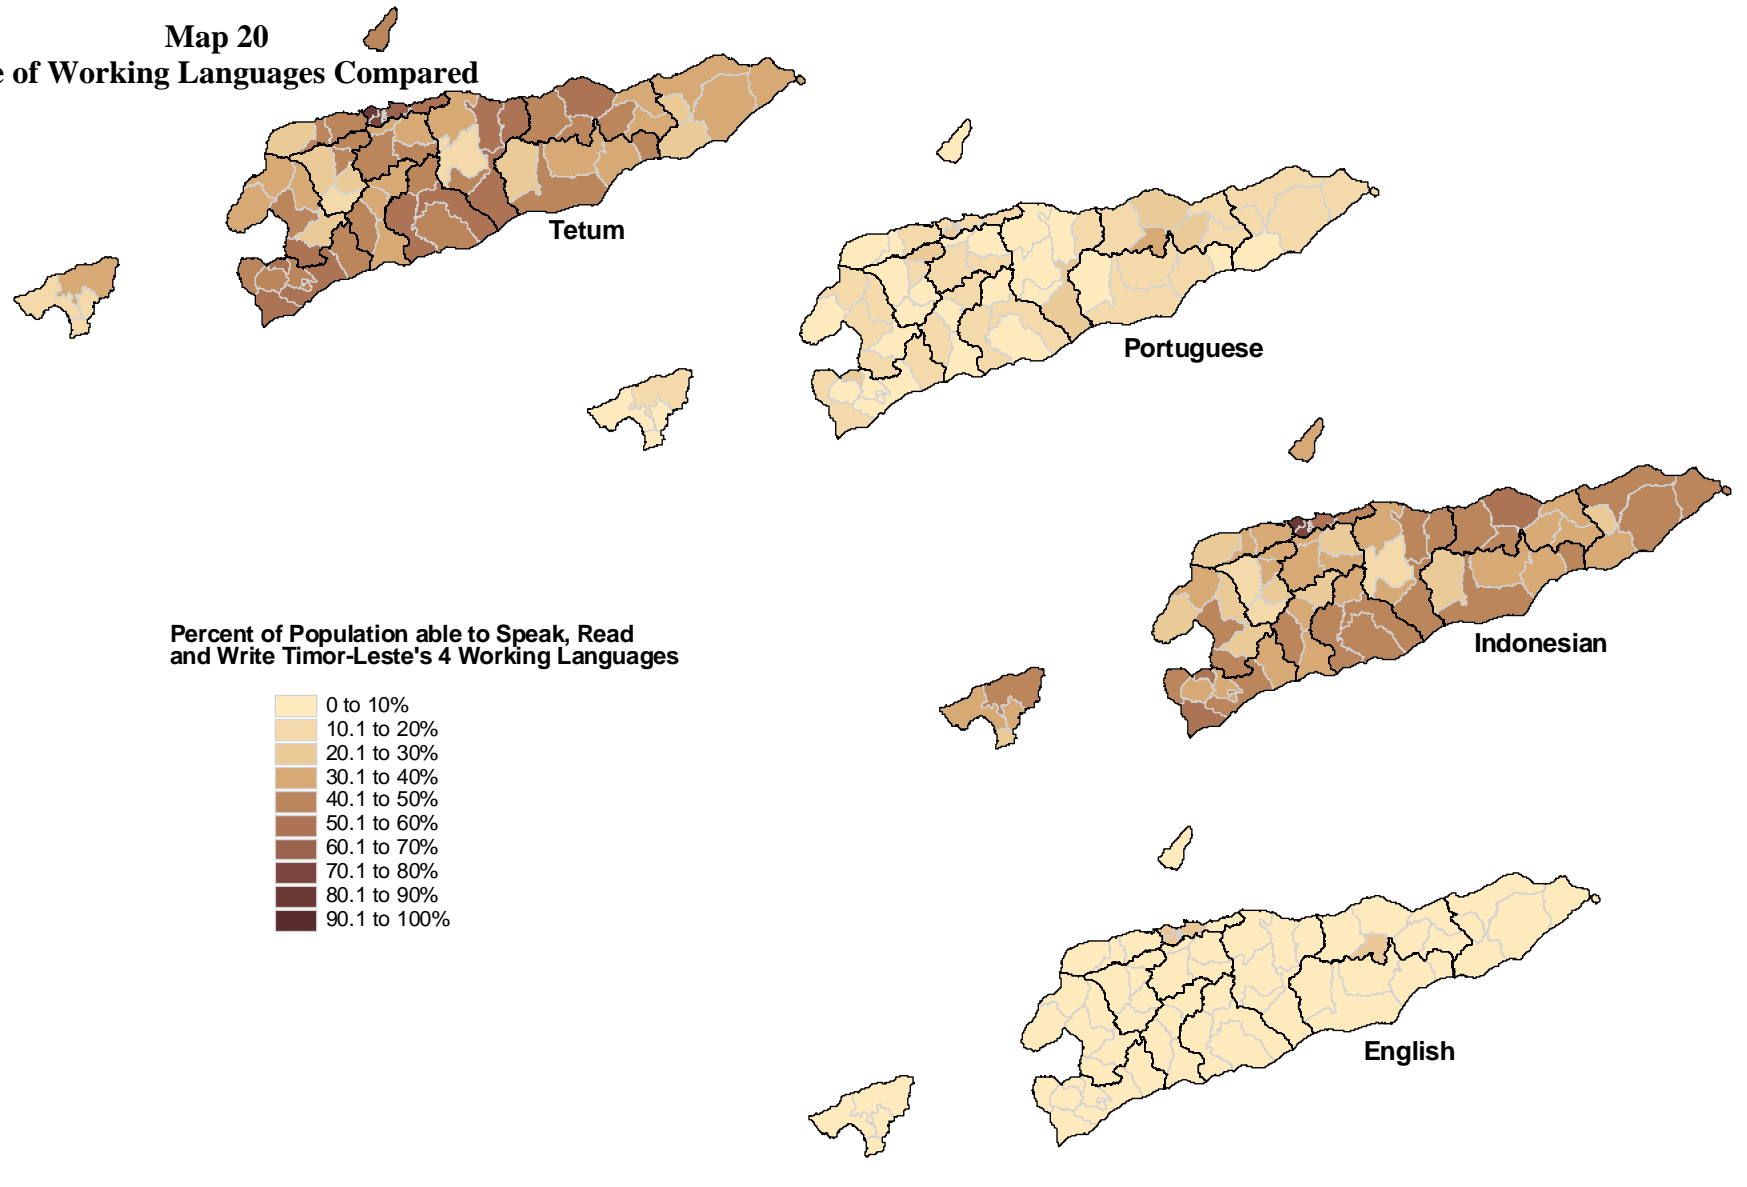 Map 20
e of Working Languages Compared
Tetum
Portuguese
Indonesian
Percent of Population able to Speak, Read
and Write Timor-Leste's 4 Working Languages
0 to 10%
10.1 to 20%
20.1 to 30%
30.1 to 40%
40.1 to 50%
50.1 to 60%
60.1 to 70%
70.1 to 80%
80.1 to 90%
90.1 to 100%
English